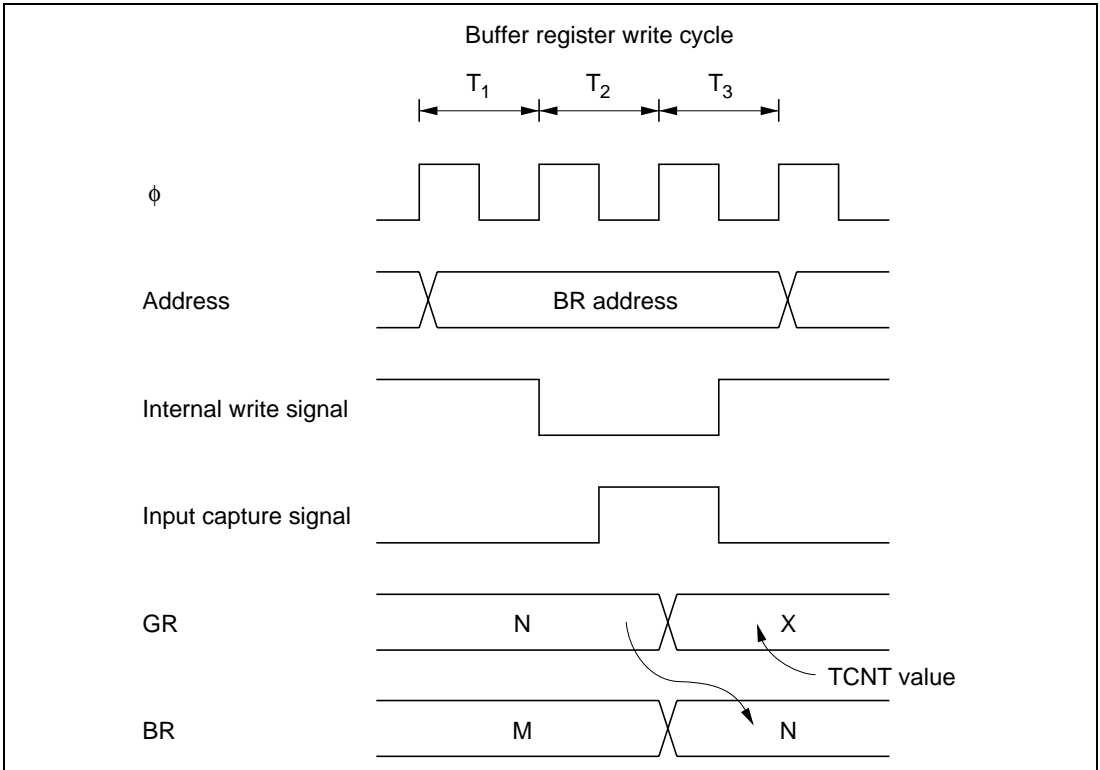 Buffer register write cycle
T1 T2 T3
ϕ
Address
BR address
Internal write signal
Input capture signal
GR
N
X
TCNT value
BR
M
N